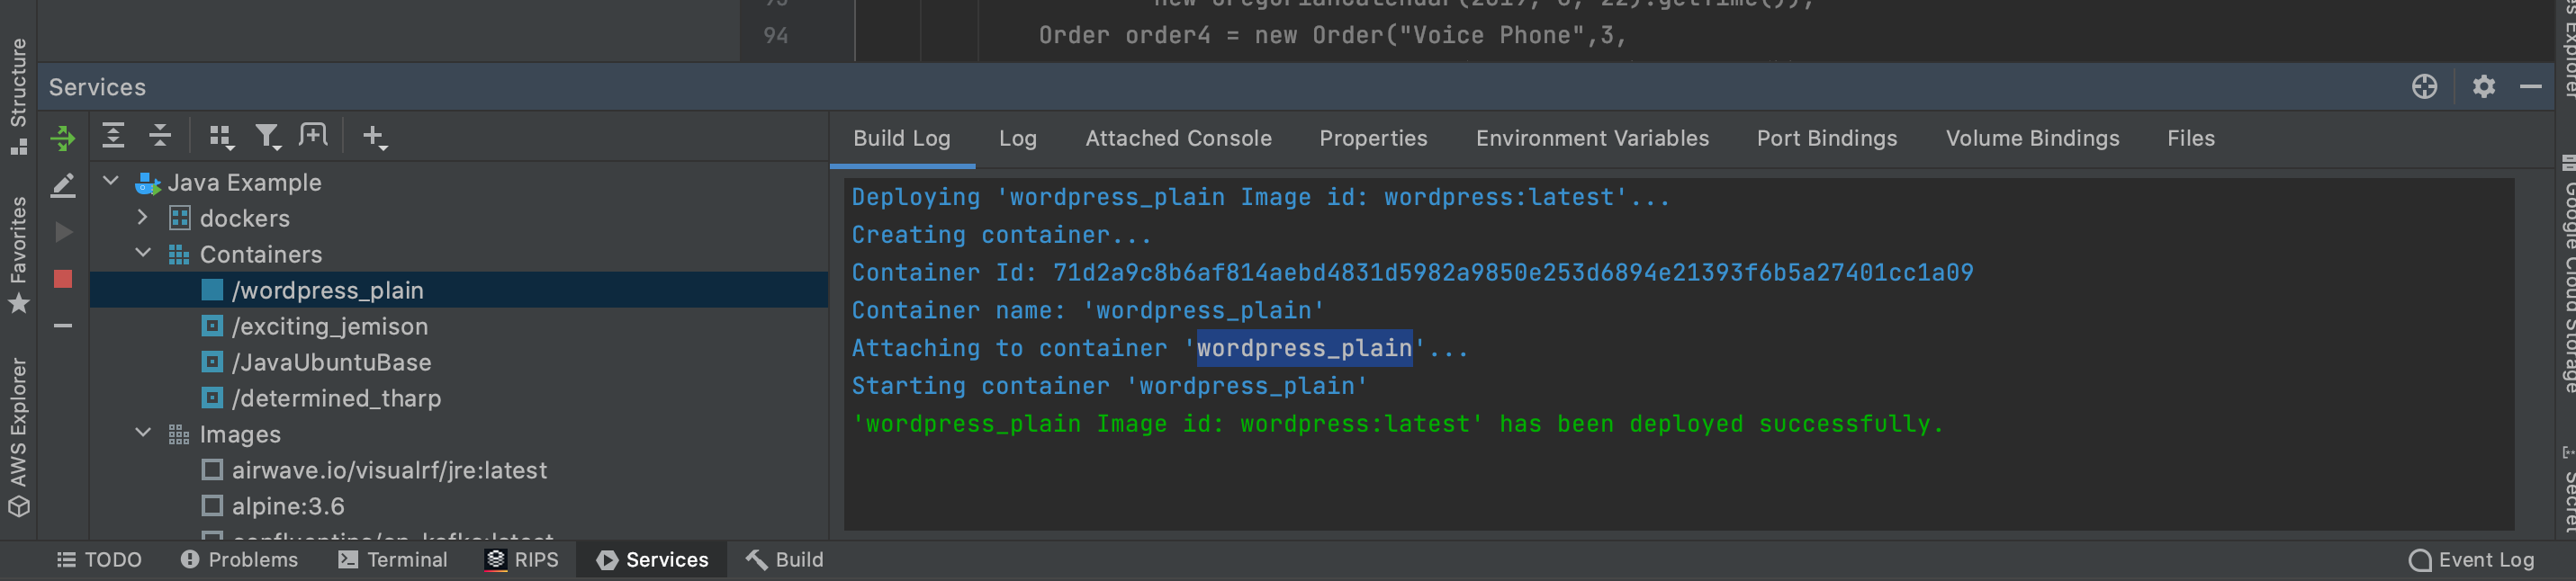 94 Order order4 = new Order("Voice Phone",3,
Services
Structure
Favorites
AWS Explorer
Java Example
dockers
Containers
/wordpress_plain
/exciting_jemison
/JavaUbuntuBase
/determined_tharp
Images
airwave.io/visualrf/jre:latest
alpine:3.6
Build Log Log Attached Console Properties Environment Variables Port Bindings Volume Bindings Files
Deploying 'wordpress_plain Image id: wordpress:latest'...
Creating container...
Container Id: 71d2a9c8b6af814aebd4831d5982a9850e253d6894e21393f6b5a27401cc1a09
Container name: 'wordpress_plain'
Attaching to container 'wordpress_plain'...
Starting container 'wordpress_plain'
'wordpress_plain Image id: wordpress:latest' has been deployed successfully.
Explorer
Google Cloud Storage
Secret
TODO Problems Terminal RIPS Services Build Event Log